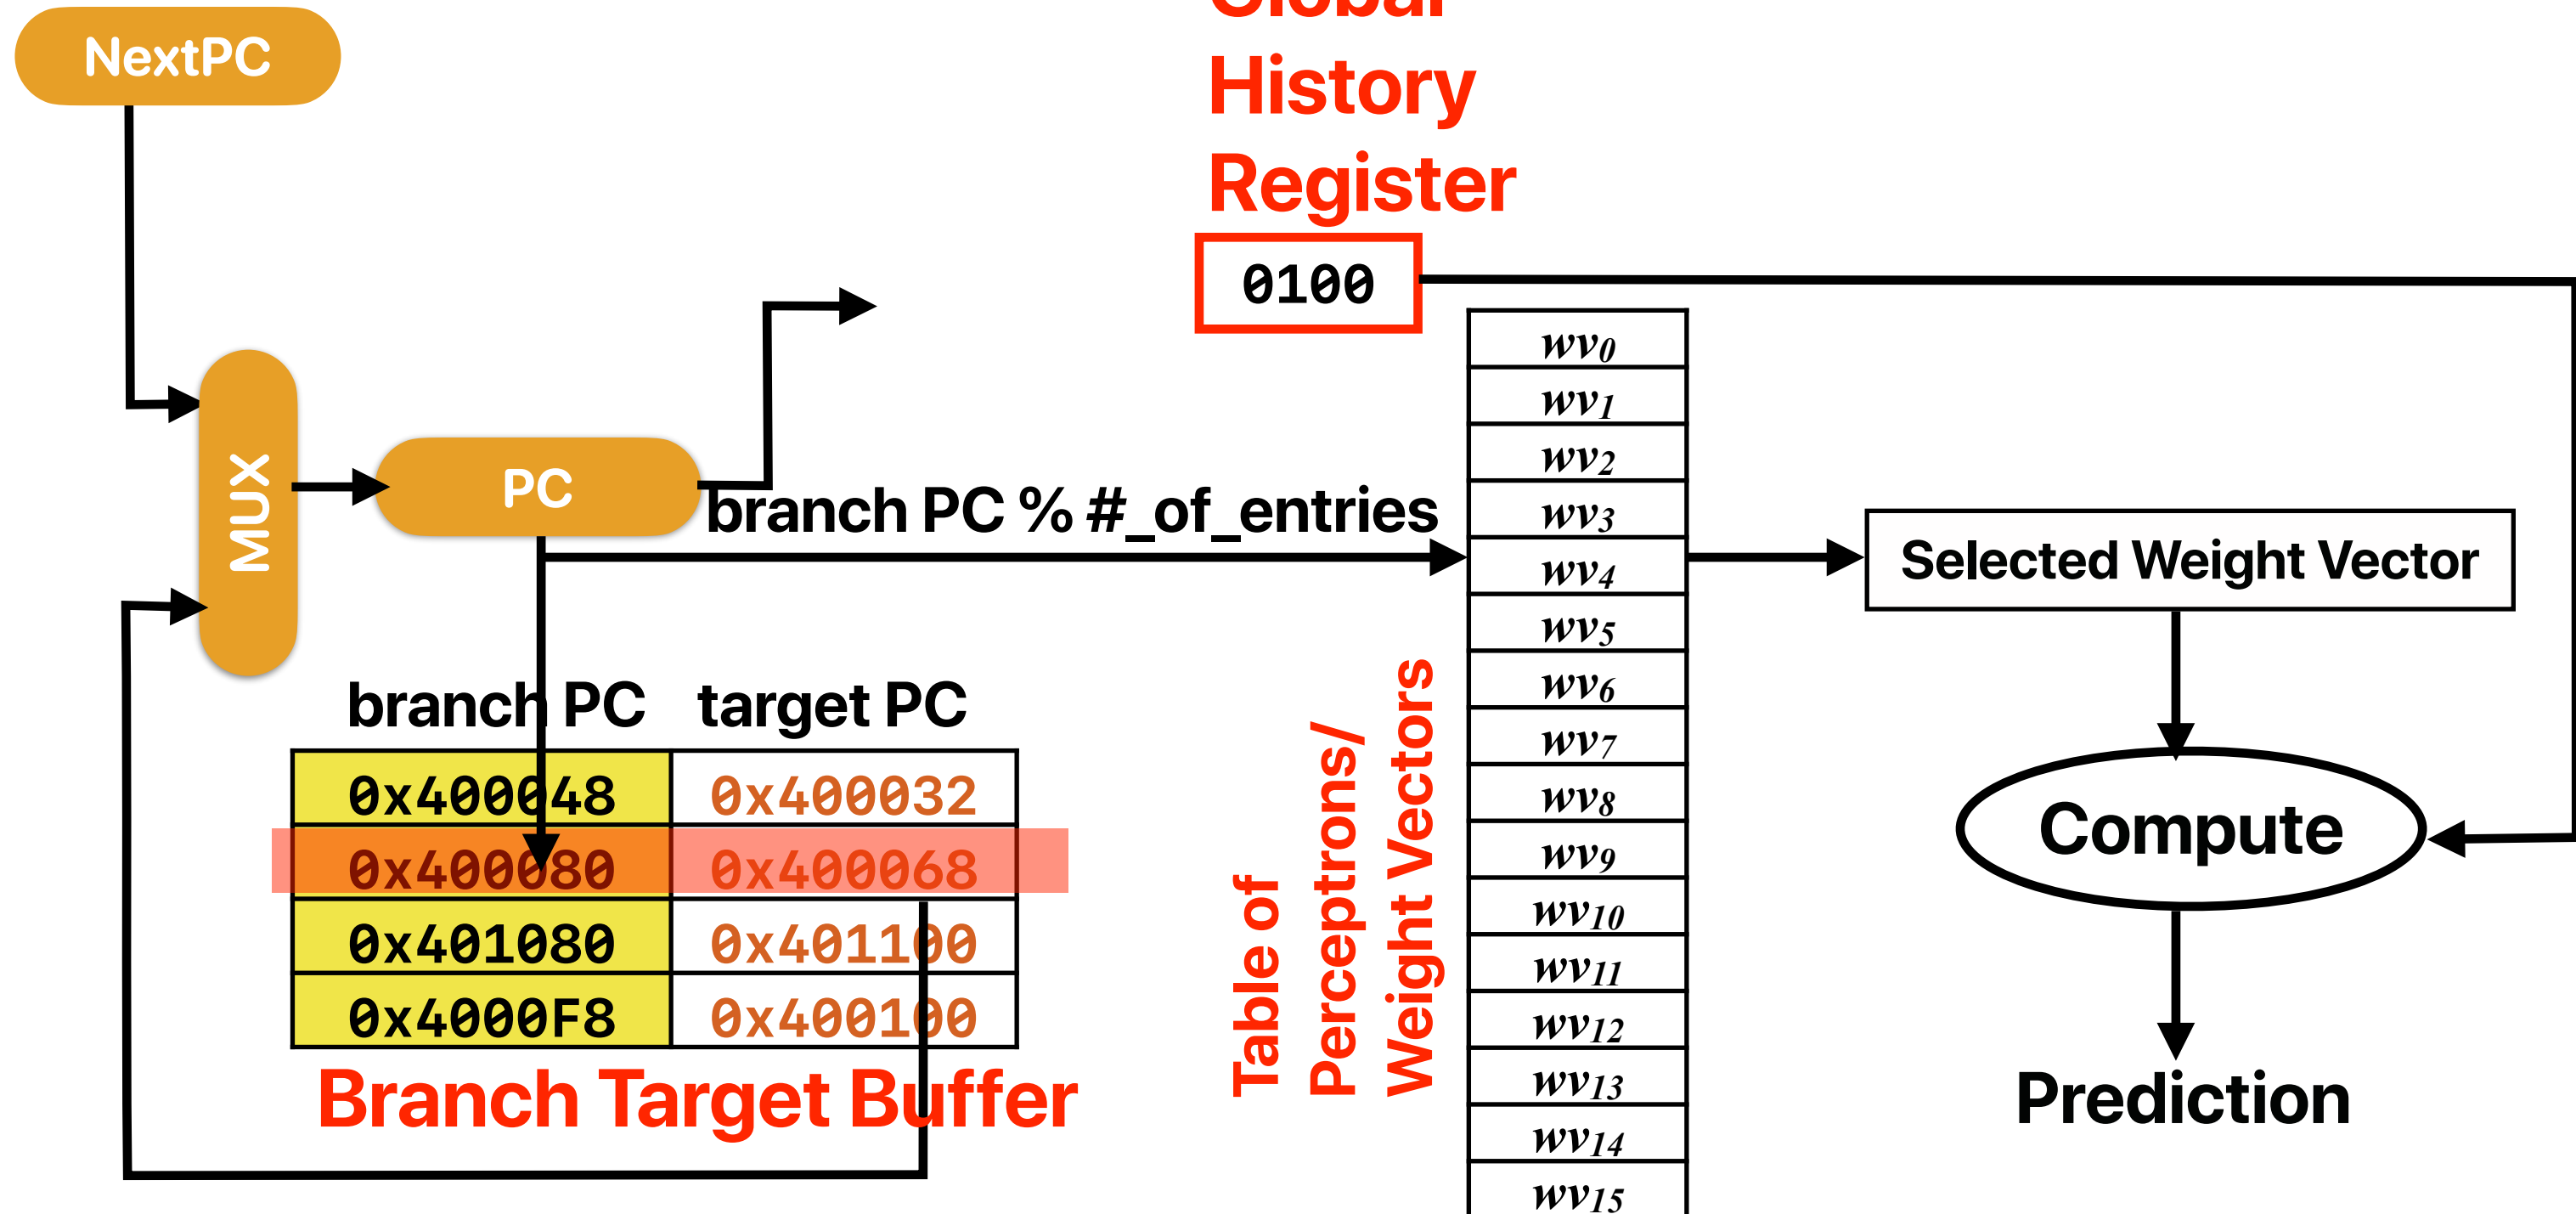 NextPC
Global
History
Register
0100
MUX
PC
branch PC % #_of_entries
branch PC target PC
0x400048 0x400032
0x400080 0x400068
0x401080 0x401100
0x4000F8 0x400100
Branch Target Buffer
Table of
Perceptrons/
Weight Vectors
wv0
wv1
wv2
wv3
wv4
wv5
wv6
wv7
wv8
wv9
wv10
wv11
wv12
wv13
wv14
wv15
Selected Weight Vector
Compute
Prediction